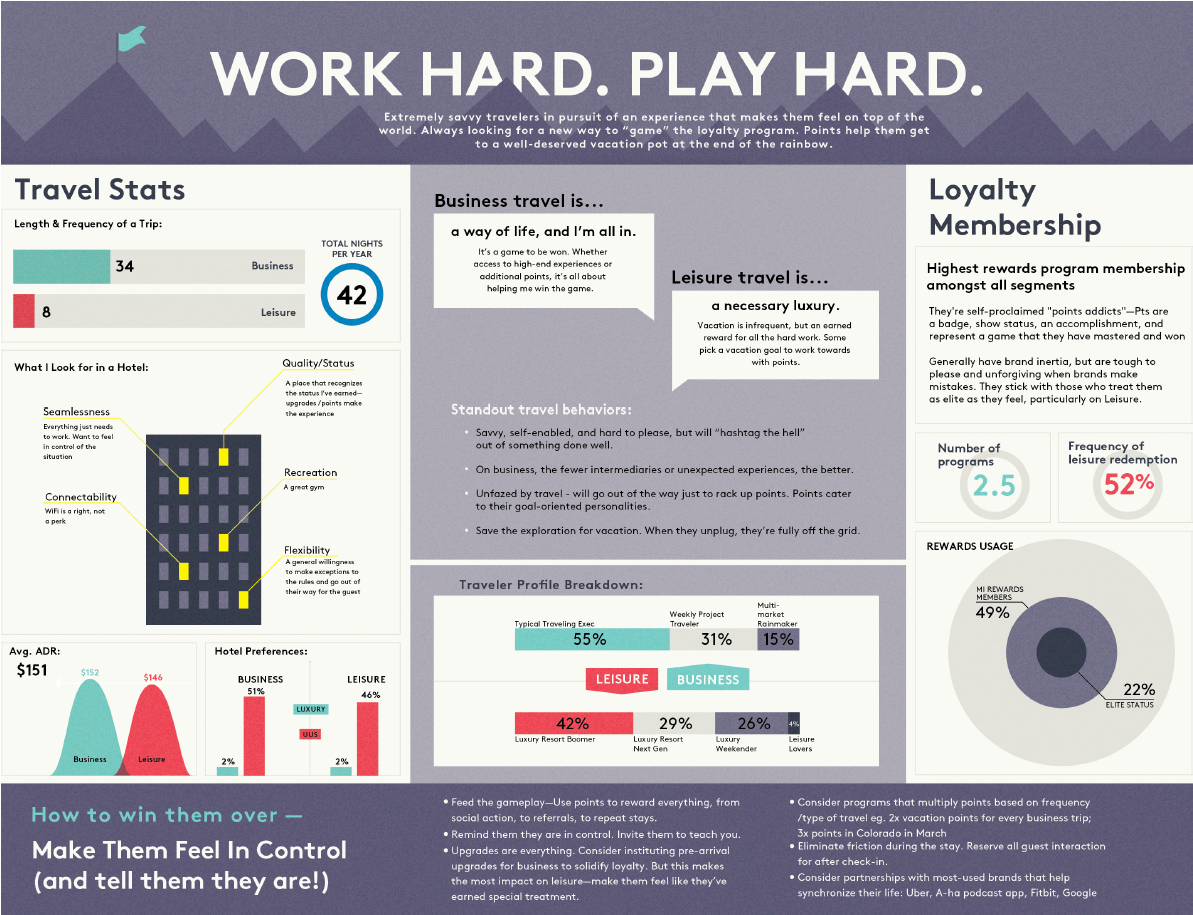 WORK HARD. PLAY HARD.
Extremely savvy travelers in pursuit of an experience that makes them feel on top of the
world. Always looking for a new way to “game” the loyalty program. Points help them get
to a well-deserved vacation pot at the end of the rainbow.
Travel Stats
Length & Frequency of a Trip:
34
Business
8
Leisure
TOTAL NIGHTS
PER YEAR
42
What I Look for in a Hotel:
Quality/Status
A place that recognizes
the status I've earned—
upgrades /points make
the experience
Seamlessness
Everything just needs
to work. Want to feel
in control of the
situation
Recreation
A great gym
Connectability
WiFi is a right, not
a perk
Flexibility
A general willingness
to make exceptions to
the rules and go out of
their way for the guest
Avg. ADR:
$151
$152
$146
Business
Leisure
Hotel Preferences:
BUSINESS
51%
2%
LUXURY
UUS
LEISURE
46%
2%
Business travel is...
a way of life, and I’m all in.
It’s a game to be won. Whether
access to high-end experiences or
additional points, it’s all about
helping me win the game.
Leisure travel is...
a necessary luxury.
Vacation is infrequent, but an earned
reward for all the hard work. Some
pick a vacation goal to work towards
with points.
Standout travel behaviors:
• Savvy, self-enabled, and hard to please, but will “hashtag the hell”
out of something done well.
• On business, the fewer intermediaries or unexpected experiences, the better.
• Unfazed by travel - will go out of the way just to rack up points. Points cater
to their goal-oriented personalities.
• Save the exploration for vacation. When they unplug, they’re fully off the grid.
Traveler Profile Breakdown:
Typical Traveling Exec
Weekly Project
Traveler
Multi-
market
Rainmaker
55%
31%
15%
LEISURE
BUSINESS
42%
29%
26%
4%
Luxury Resort Boomer
Luxury Resort
Next Gen
Luxury
Weekender
Leisure
Lovers
Loyalty
Membership
Highest rewards program membership
amongst all segments
They're self-proclaimed "points addicts"—Pts are
a badge, show status, an accomplishment, and
represent a game that they have mastered and won
Generally have brand inertia, but are tough to
please and unforgiving when brands make
mistakes. They stick with those who treat them
as elite as they feel, particularly on Leisure.
Number of
programs
2.5
Frequency of
leisure redemption
52%
REWARDS USAGE
MI REWARDS
MEMBERS
49%
22%
ELITE STATUS
How to win them over —
Make Them Feel In Control
(and tell them they are!)
• Feed the gameplay—Use points to reward everything, from
social action, to referrals, to repeat stays.
• Remind them they are in control. Invite them to teach you.
• Upgrades are everything. Consider instituting pre-arrival
upgrades for business to solidify loyalty. But this makes
the most impact on leisure—make them feel like they’ve
earned special treatment.
• Consider programs that multiply points based on frequency
/type of travel eg. 2x vacation points for every business trip;
3x points in Colorado in March
• Eliminate friction during the stay. Reserve all guest interaction
for after check-in.
• Consider partnerships with most-used brands that help
synchronize their life: Uber, A-ha podcast app, Fitbit, Google